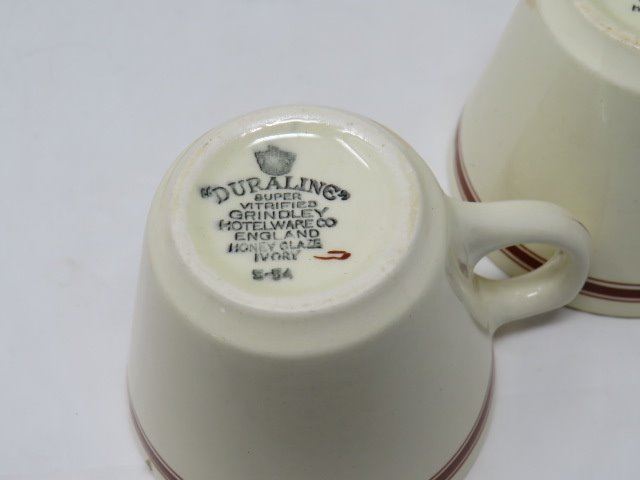 "DURALINE"
SUPER
VITRIFIED
GRINDLEY
HOTELWARE CO
ENGLAND
HONEY GLAZE
IVORY
S-54